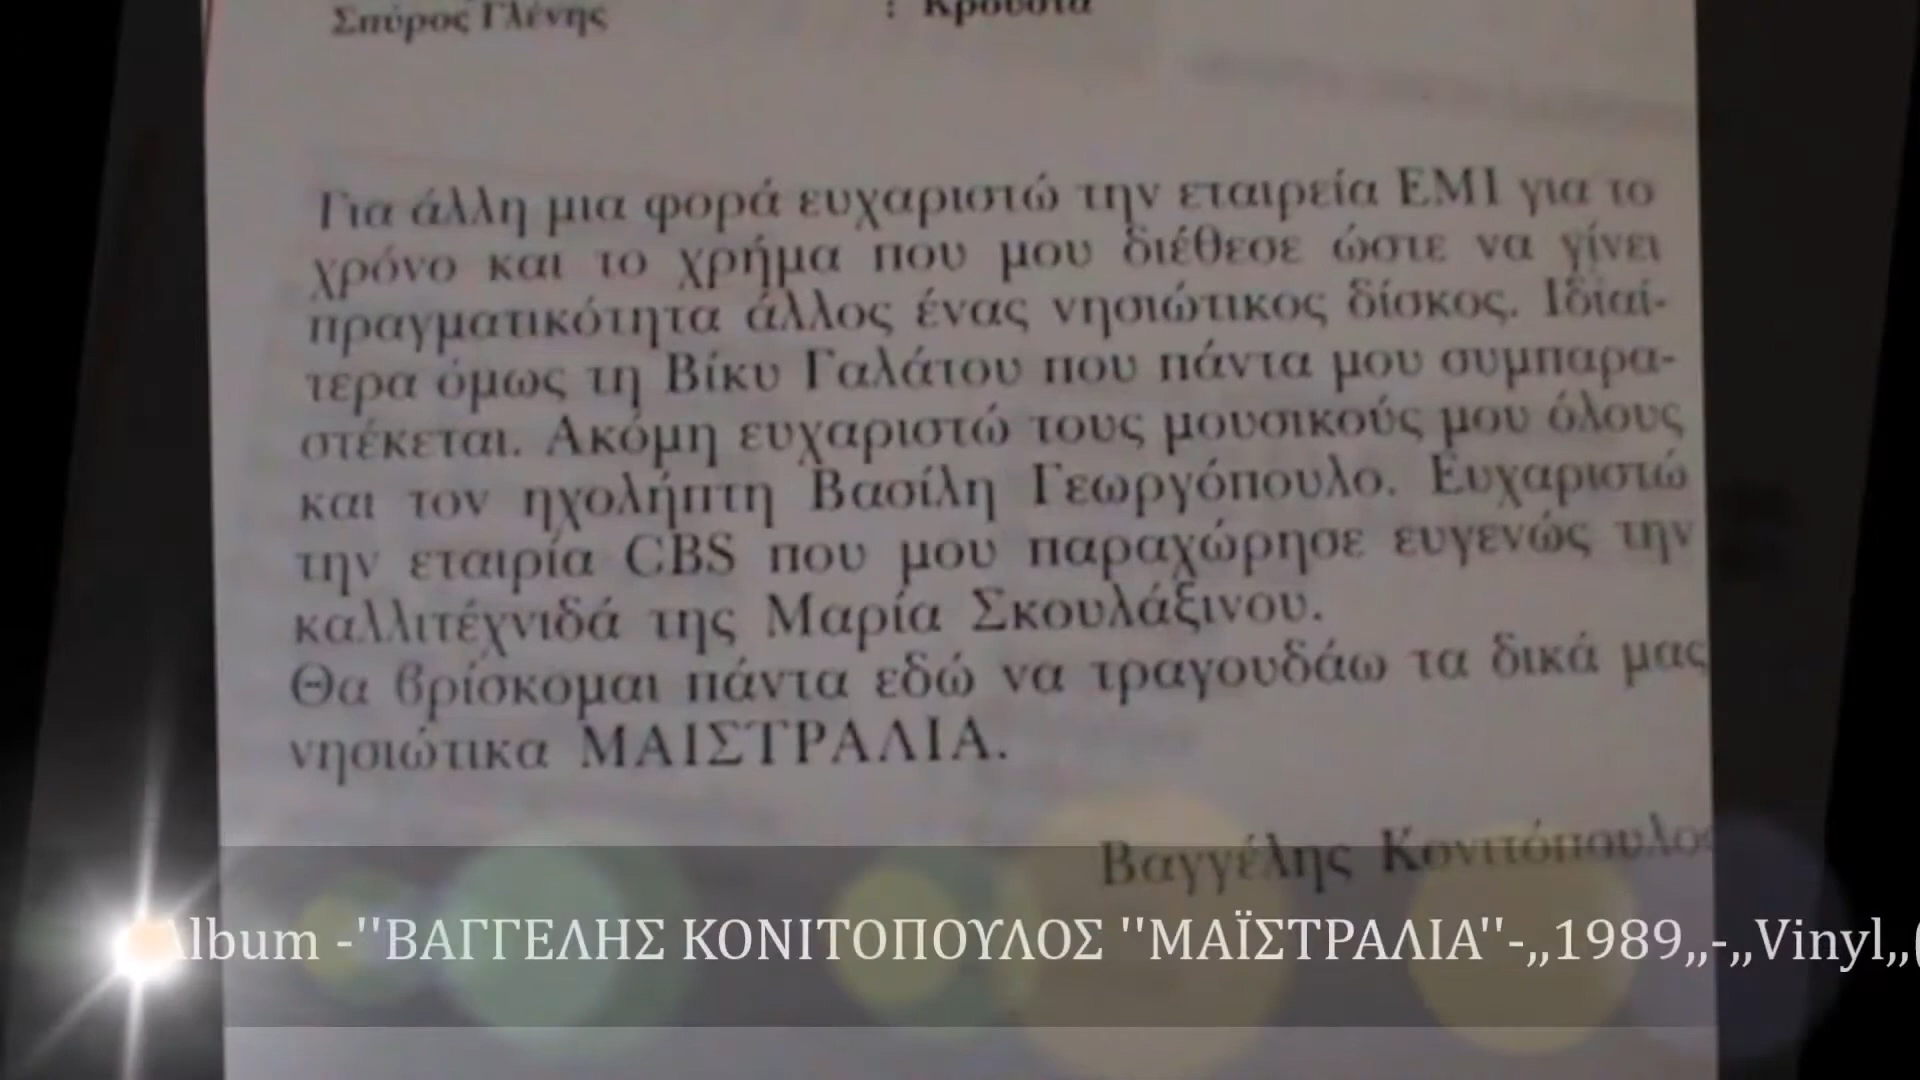 Σπύρος Γλένης : Κρουστά
Για άλλη μια φορά ευχαριστώ την εταιρεία ΕΜΙ για το
χρόνο και το χρήμα που μου διέθεσε ώστε να γίνει
πραγματικότητα άλλος ένας νησιώτικος δίσκος. Ιδιαί-
τερα όμως τη Βίκυ Γαλάτου που πάντα μου συμπαρα-
στέκεται. Ακόμη ευχαριστώ τους μουσικούς μου όλους
και τον ηχολήπτη Βασίλη Γεωργόπουλο. Ευχαριστώ
την εταιρία CBS που μου παραχώρησε ευγενώς την
καλλιτέχνιδά της Μαρία Σκουλάξινου.
Θα βρίσκομαι πάντα εδώ να τραγουδάω τα δικά μας
νησιώτικα ΜΑΙΣΤΡΑΛΙΑ.
Βαγγέλης Κονιτόπουλος
Album -''ΒΑΓΓΕΛΗΣ ΚΟΝΙΤΟΠΟΥΛΟΣ ''ΜΑΪΣΤΡΑΛΙΑ''-,,1989,,-,,Vinyl,,(